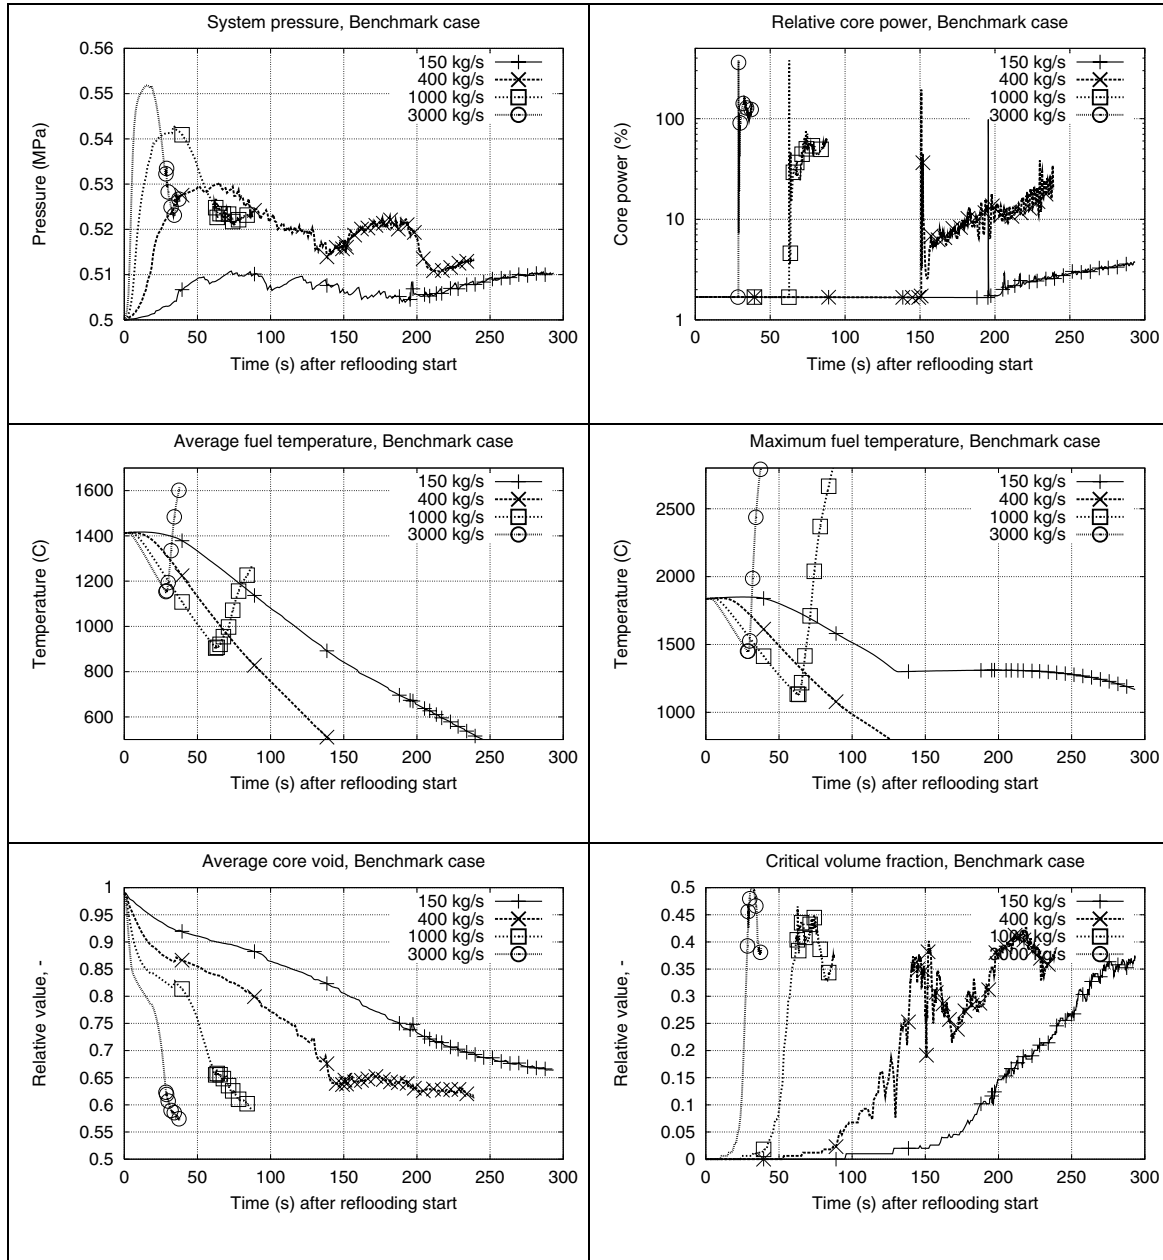 System pressure, Benchmark case
Pressure (MPa)
0.56
0.55
0.54
0.53
0.52
0.51
0.5
150 kg/s
400 kg/s
1000 kg/s
3000 kg/s
0 50 100 150 200 250 300
Time (s) after reflooding start
Relative core power, Benchmark case
Core power (%)
100
10
1
150 kg/s
400 kg/s
1000 kg/s
3000 kg/s
0 50 100 150 200 250 300
Time (s) after reflooding start
Average fuel temperature, Benchmark case
Temperature (C)
1600
1400
1200
1000
800
600
150 kg/s
400 kg/s
1000 kg/s
3000 kg/s
0 50 100 150 200 250 300
Time (s) after reflooding start
Maximum fuel temperature, Benchmark case
Temperature (C)
2500
2000
1500
1000
150 kg/s
400 kg/s
1000 kg/s
3000 kg/s
0 50 100 150 200 250 300
Time (s) after reflooding start
Average core void, Benchmark case
Relative value, -
1
0.95
0.9
0.85
0.8
0.75
0.7
0.65
0.6
0.55
0.5
150 kg/s
400 kg/s
1000 kg/s
3000 kg/s
0 50 100 150 200 250 300
Time (s) after reflooding start
Critical volume fraction, Benchmark case
Relative value, -
0.5
0.45
0.4
0.35
0.3
0.25
0.2
0.15
0.1
0.05
0
150 kg/s
400 kg/s
1000 kg/s
3000 kg/s
0 50 100 150 200 250 300
Time (s) after reflooding start